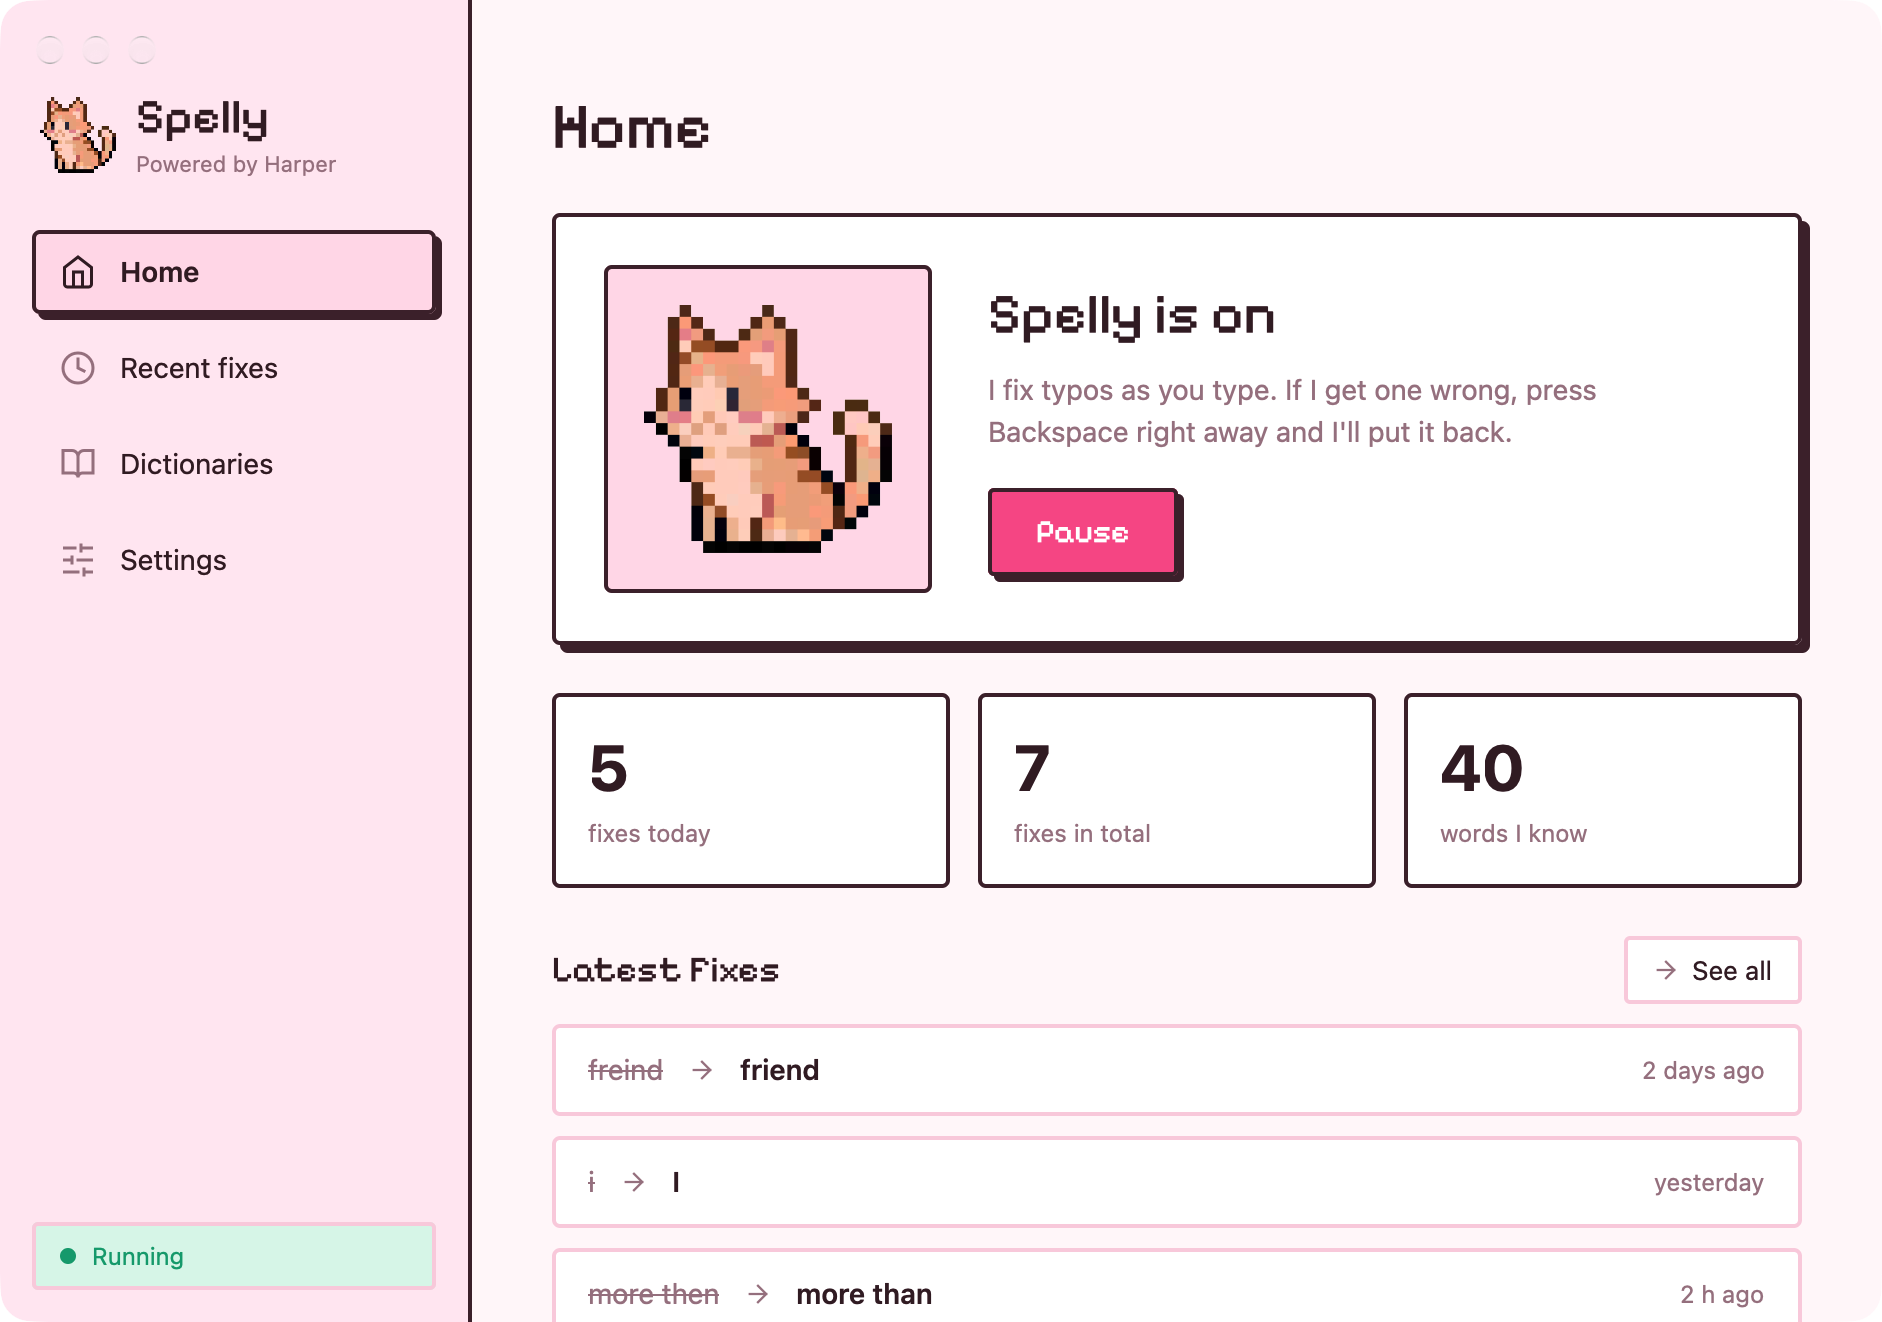 Spelly
Powered by Harper
Home
Recent fixes
Dictionaries
Settings
Running
Home
Spelly is on
I fix typos as you type. If I get one wrong, press
Backspace right away and I'll put it back.
Pause
5
fixes today
7
fixes in total
40
words I know
Latest Fixes
→ See all
freind → friend
2 days ago
i → I
yesterday
more then → more than
2 h ago